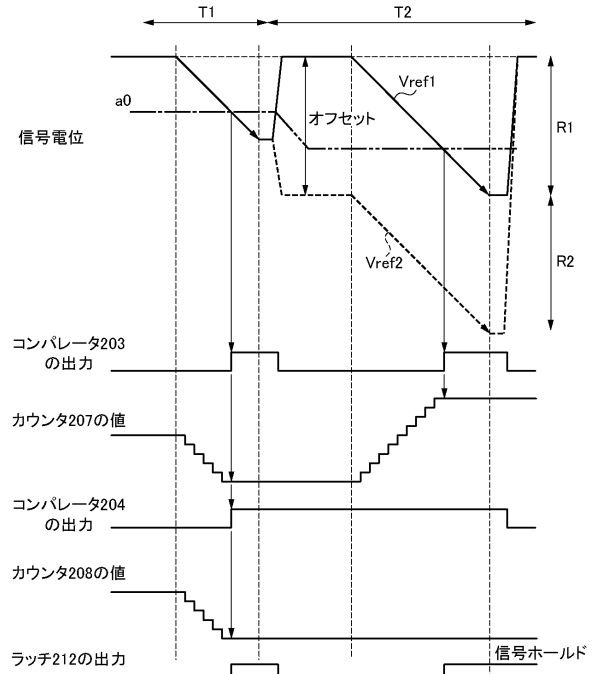 T1
T2
Vref1
a0
オフセット
信号電位
R1
Vref2
R2
コンパレータ203
の出力
カウンタ207の値
コンパレータ204
の出力
カウンタ208の値
信号ホールド
ラッチ212の出力